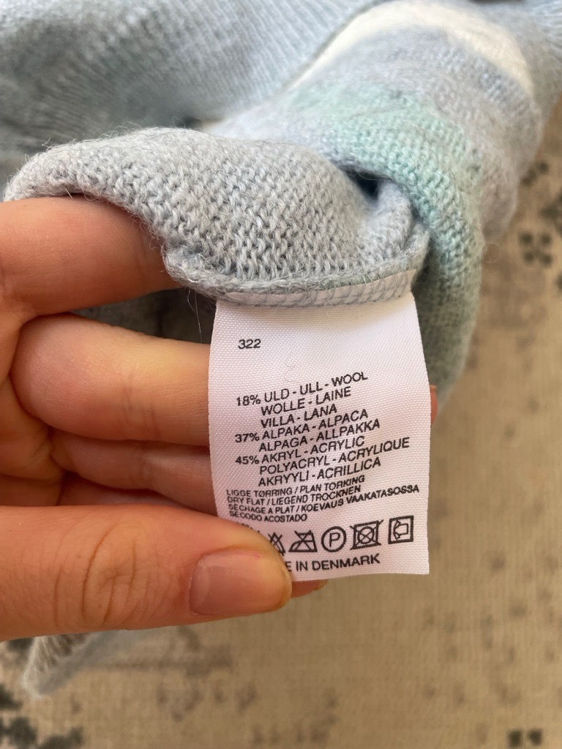 322
18% ULD - ULL - WOOL
WOLLE - LAINE
VILLA - LANA
37% ALPAKA - ALPACA
ALPAGA - ALLPAKKA
45% AKRYL - ACRYLIC
POLYACRYL - ACRYLIQUE
AKRYYLI - ACRILLICA
LIGGE TØRRING / PLAN TORKING
DRY FLAT / LIEGEND TROCKNEN
SÉCHAGE A PLAT / KOEVAUS VAAKATASOSSA
SECODO ACOSTADO
P
E IN DENMARK